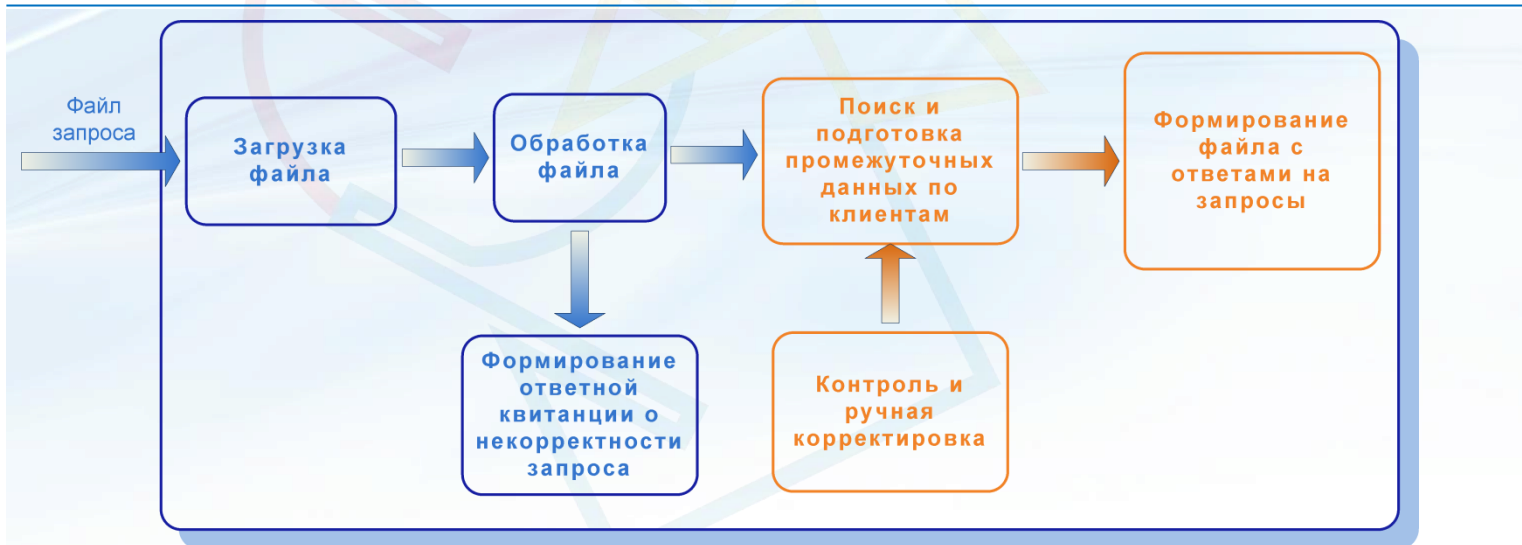 Файл
запроса
Загрузка
файла
Обработка
файла
Поиск и
подготовка
промежуточных
данных по
клиентам
Формирование
файла с
ответами на
запросы
Формирование
ответной
квитанции о
некорректности
запроса
Контроль и
ручная
корректировка